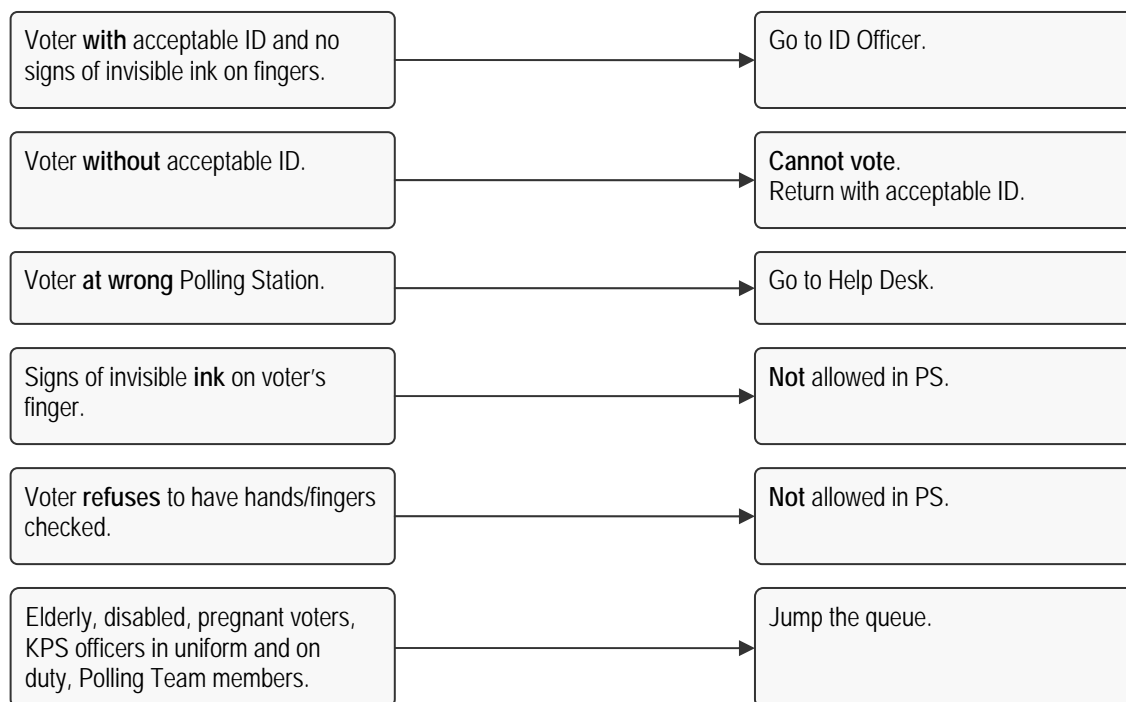 Voter with acceptable ID and no
signs of invisible ink on fingers.
Go to ID Officer.
Voter without acceptable ID.
Cannot vote.
Return with acceptable ID.
Voter at wrong Polling Station.
Go to Help Desk.
Signs of invisible ink on voter's
finger.
Not allowed in PS.
Voter refuses to have hands/fingers
checked.
Not allowed in PS.
Elderly, disabled, pregnant voters,
KPS officers in uniform and on
duty, Polling Team members.
Jump the queue.